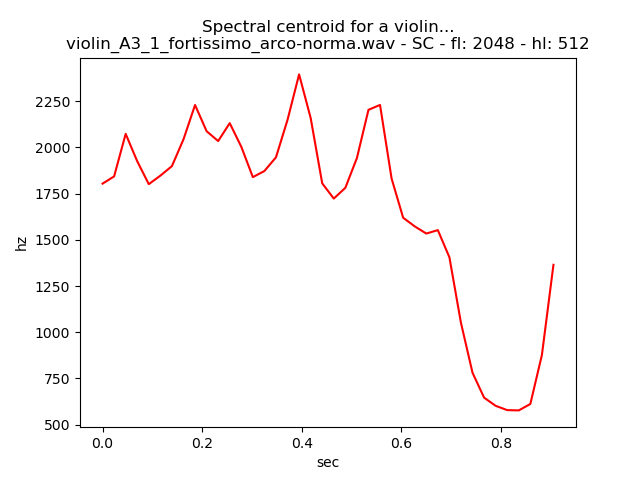 Spectral centroid for a violin...
violin_A3_1_fortissimo_arco-norma.wav - SC - fl: 2048 - hl: 512
2250
2000
1750
1500
1250
1000
750
500
hz
0.0 0.2 0.4 0.6 0.8
sec